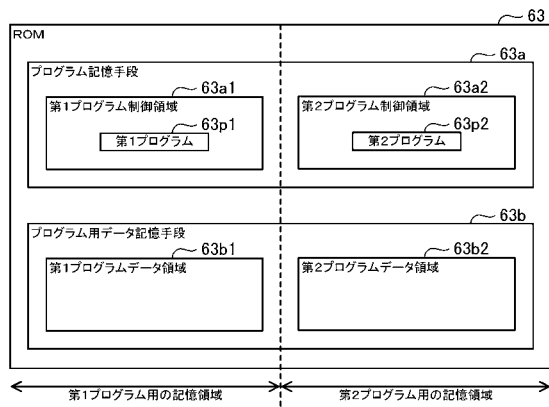 63
ROM
63a
プログラム記憶手段
63a1
63a2
第1プログラム制御領域
第2プログラム制御領域
63p1
63p2
第1プログラム
第2プログラム
63b
プログラム用データ記憶手段
63b1
63b2
第1プログラムデータ領域
第2プログラムデータ領域
第1プログラム用の記憶領域
第2プログラム用の記憶領域